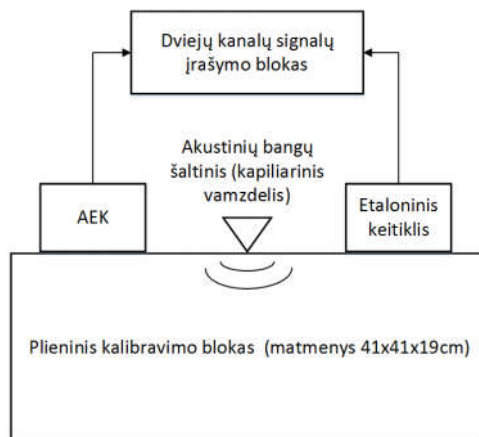 Dviejų kanalų signalų
įrašymo blokas
Akustinių bangų
šaltinis (kapiliarinis
vamzdelis)
AEK
Etaloninis
keitiklis
Plieninis kalibravimo blokas (matmenys 41x41x19cm)